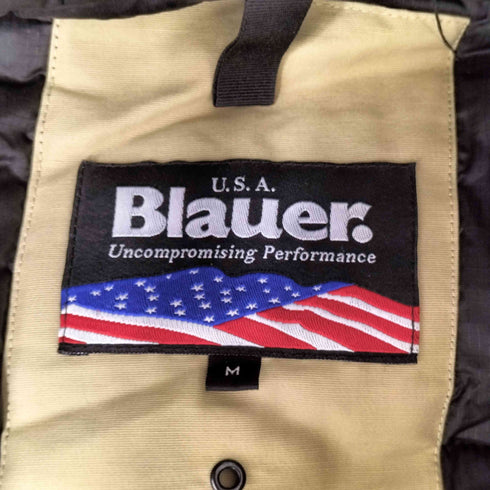 U.S.A.
Blauer.
Uncompromising Performance
M